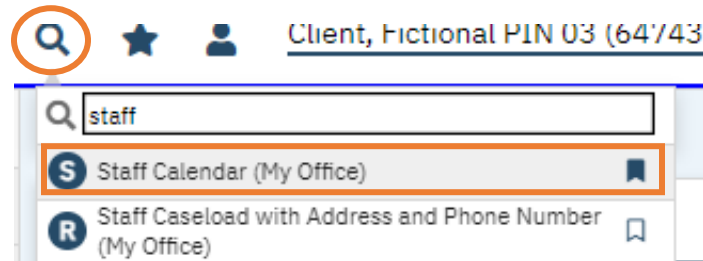 Client, Fictional PIN 03 (64743
staff
S Staff Calendar (My Office)
R Staff Caseload with Address and Phone Number
(My Office)